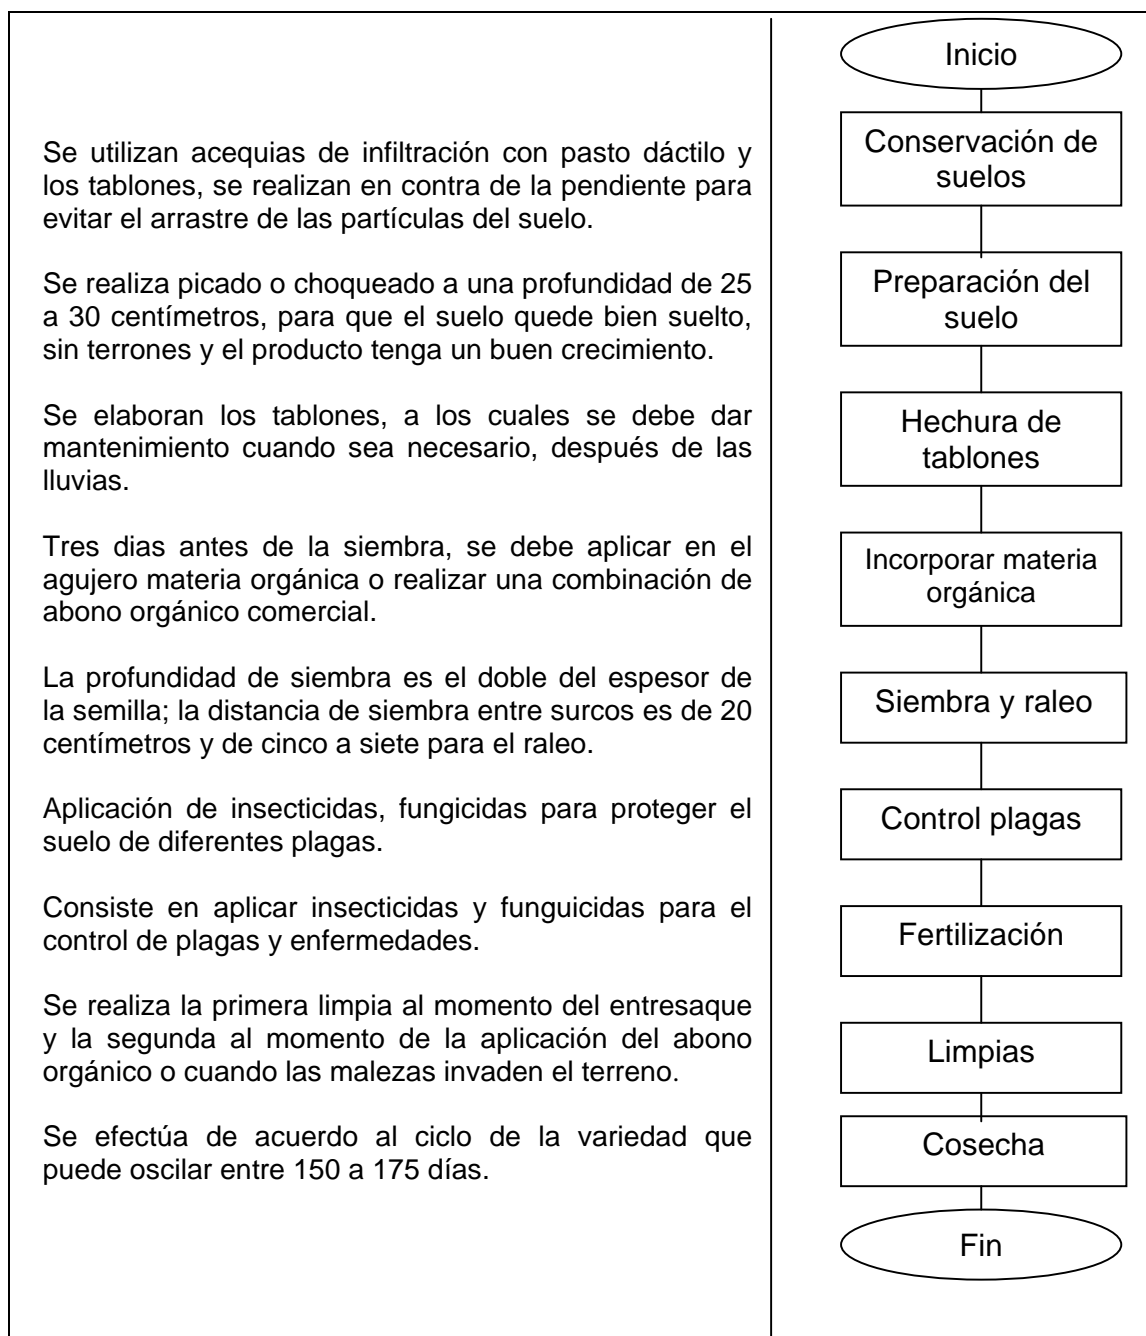 Inicio
Conservación de
suelos
Se utilizan acequias de infiltración con pasto dáctilo y
los tablones, se realizan en contra de la pendiente para
evitar el arrastre de las partículas del suelo.
Preparación del
suelo
Se realiza picado o choqueado a una profundidad de 25
a 30 centímetros, para que el suelo quede bien suelto,
sin terrones y el producto tenga un buen crecimiento.
Hechura de
tablones
Se elaboran los tablones, a los cuales se debe dar
mantenimiento cuando sea necesario, después de las
lluvias.
Incorporar materia
orgánica
Tres dias antes de la siembra, se debe aplicar en el
agujero materia orgánica o realizar una combinación de
abono orgánico comercial.
Siembra y raleo
La profundidad de siembra es el doble del espesor de
la semilla; la distancia de siembra entre surcos es de 20
centímetros y de cinco a siete para el raleo.
Control plagas
Aplicación de insecticidas, fungicidas para proteger el
suelo de diferentes plagas.
Fertilización
Consiste en aplicar insecticidas y funguicidas para el
control de plagas y enfermedades.
Limpias
Se realiza la primera limpia al momento del entresaque
y la segunda al momento de la aplicación del abono
orgánico o cuando las malezas invaden el terreno.
Cosecha
Se efectúa de acuerdo al ciclo de la variedad que
puede oscilar entre 150 a 175 días.
Fin